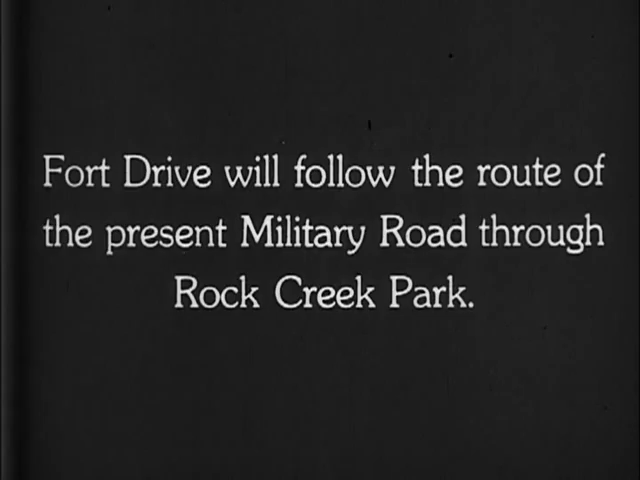 Fort Drive will follow the route of
the present Military Road through
Rock Creek Park.